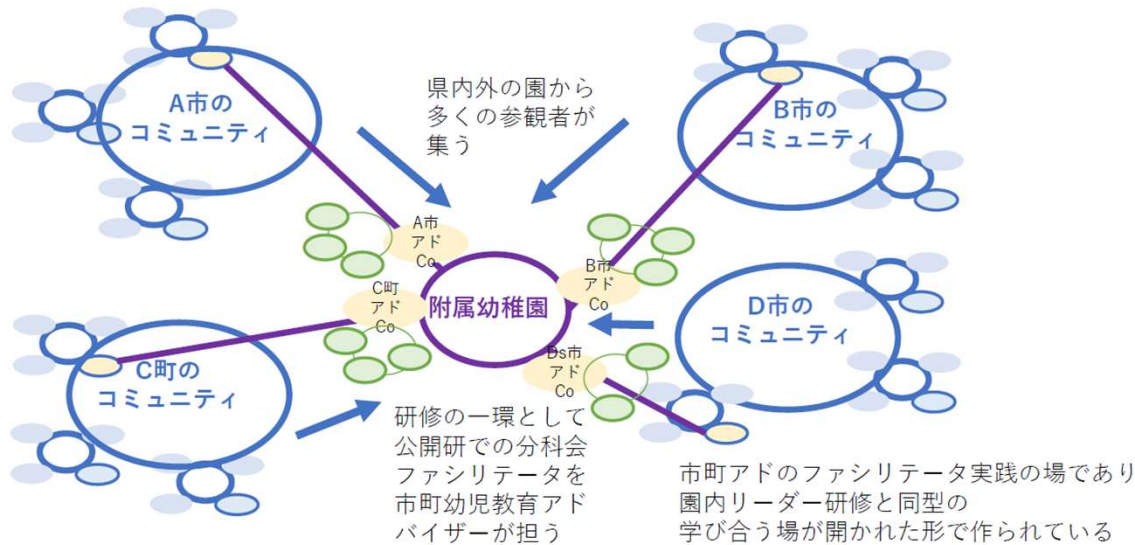 A市の
コミュニティ
県内外の園から
多くの参観者が
集う
B市の
コミュニティ
A市
アド
Co
B市
アド
Co
C町
アド
Co
附属幼稚園
D市の
コミュニティ
Ds市
アド
Co
C町の
コミュニティ
研修の一環として
公開研での分科会
ファシリテータを
市町幼児教育アド
バイザーが担う
市町アドのファシリテータ実践の場であり
園内リーダー研修と同型の
学び合う場が開かれた形で作られている